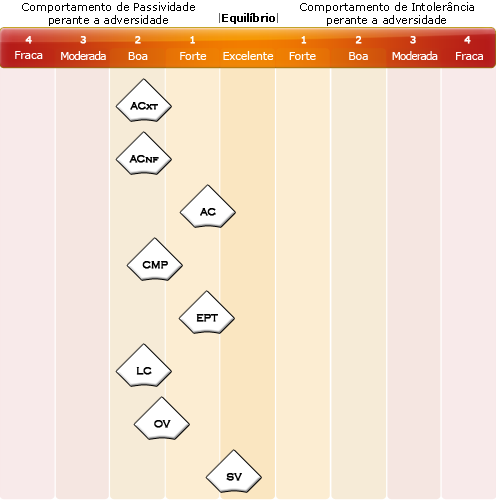 Comportamento de Passividade perante a adversidade
|Equilíbrio|
Comportamento de Intolerância perante a adversidade
4 3 2 1 1 2 3 4
Fraca Moderada Boa Forte Excelente Forte Boa Moderada Fraca
ACXT
ACNF
AC
CMP
EPT
LC
OV
SV